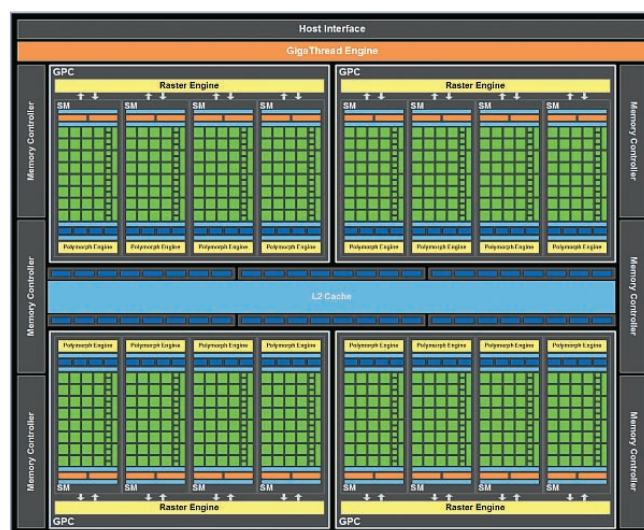 Host Interface
GigaThread Engine
Memory Controller
Memory Controller
Memory Controller
GPC
Raster Engine
SM SM SM SM
Polymorph Engine Polymorph Engine Polymorph Engine Polymorph Engine
GPC
Raster Engine
SM SM SM SM
Polymorph Engine Polymorph Engine Polymorph Engine Polymorph Engine
L2 Cache
Polymorph Engine Polymorph Engine Polymorph Engine Polymorph Engine
SM SM SM SM
Raster Engine
GPC
Polymorph Engine Polymorph Engine Polymorph Engine Polymorph Engine
SM SM SM SM
Raster Engine
GPC
Memory Controller
Memory Controller
Memory Controller